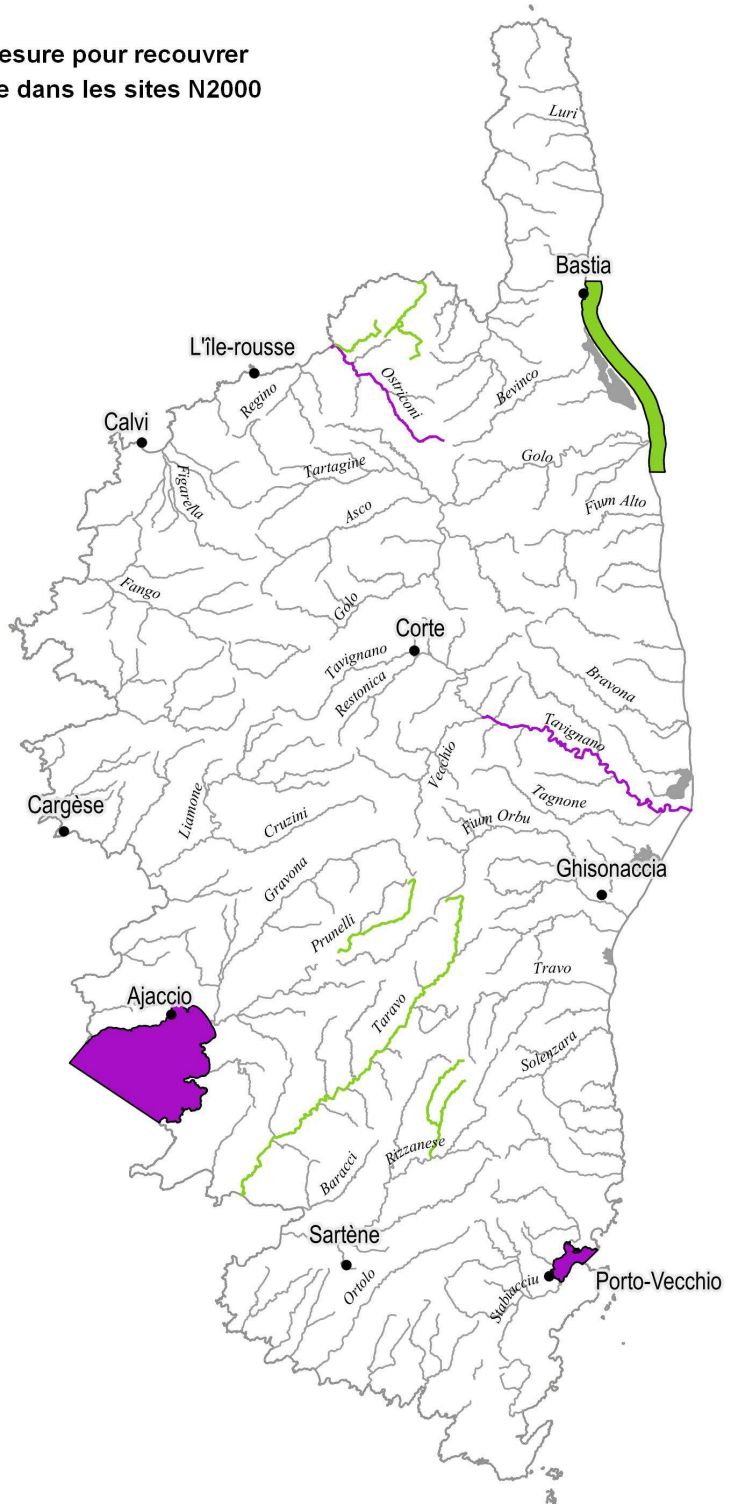 esure pour recouvrer
e dans les sites N2000
Luri
Bastia
L'île-rousse
Ostriconi
Regino
Bevinco
Calvi
Golo
Tartagine
Figarella
Fium Alto
Asco
Fango
Golo
Corte
Tavignano
Bravona
Restonica
Tavignano
Vecchio
Tagnone
Cargèse
Liamone
Cruzini
Fium Orbu
Ghisonaccia
Gravona
Prunelli
Travo
Ajaccio
Taravo
Solenzara
Rizzanese
Baracci
Sartène
Ortolo
Stabiacciu
Porto-Vecchio